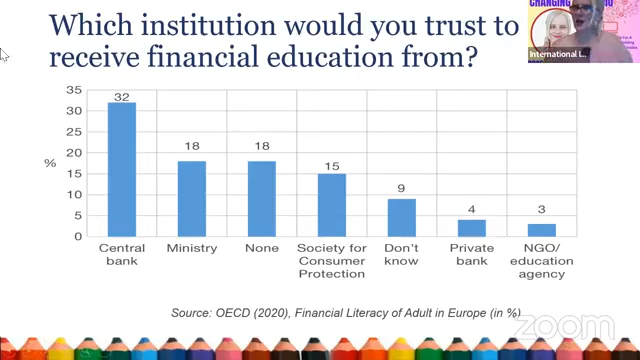 Which institution would you trust to
receive financial education from?
CHANGING
International L...
35
30
25
20
15
10
5
0
%
32
18
18
15
9
4
3
Central
bank
Ministry
None
Society for
Consumer
Protection
Don't
know
Private
bank
NGO/
education
agency
Source: OECD (2020), Financial Literacy of Adult in Europe (in %)
zoom